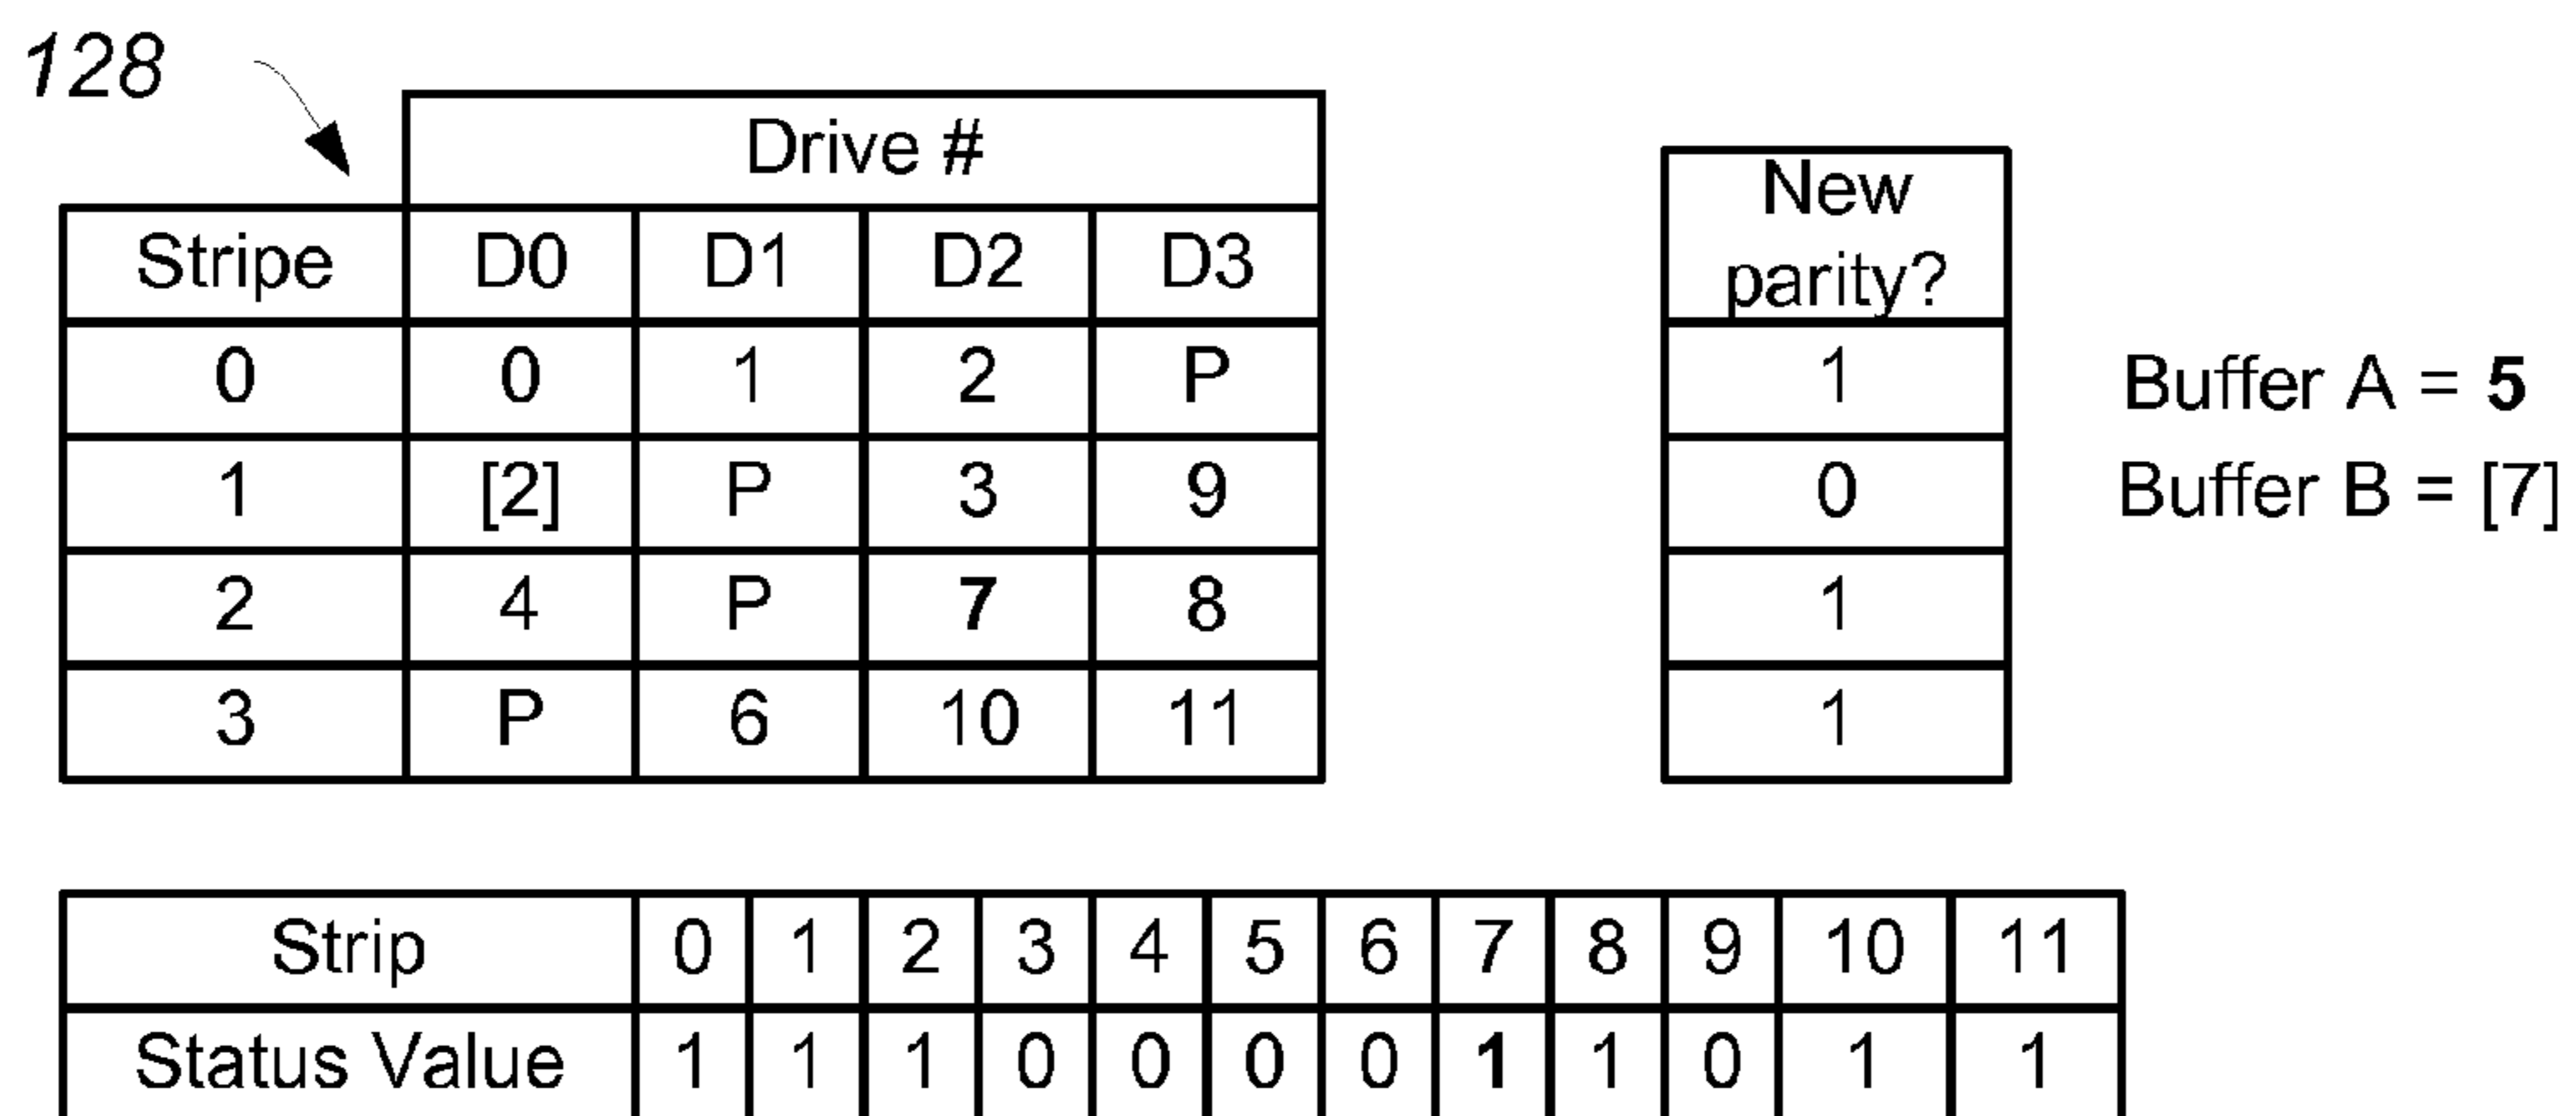 128
Drive #
Stripe D0 D1 D2 D3
0 0 1 2 P
1 [2] P 3 9
2 4 P 7 8
3 P 6 10 11
New
parity?
1
0
1
1
Buffer A = 5
Buffer B = [7]
Strip 0 1 2 3 4 5 6 7 8 9 10 11
Status Value 1 1 1 0 0 0 0 1 1 0 1 1